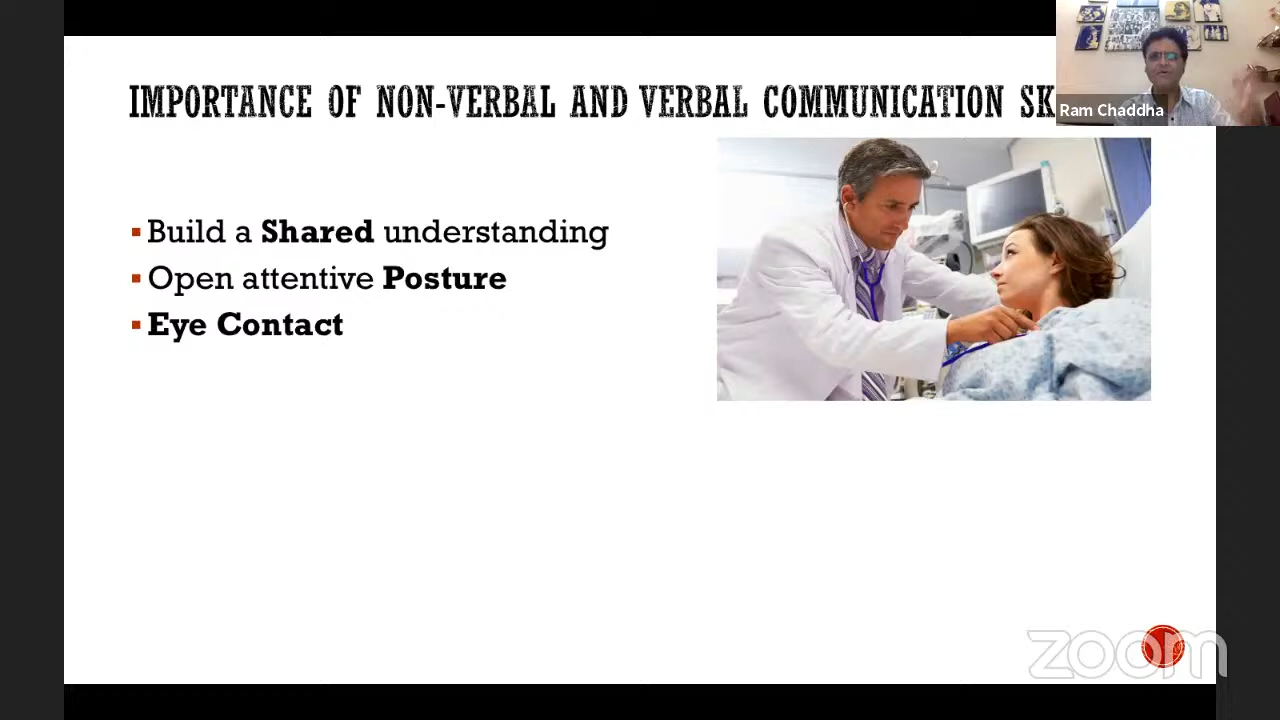 IMPORTANCE OF NON-VERBAL AND VERBAL COMMUNICATION SK
Ram Chaddha
Build a Shared understanding
Open attentive Posture
Eye Contact
zoom